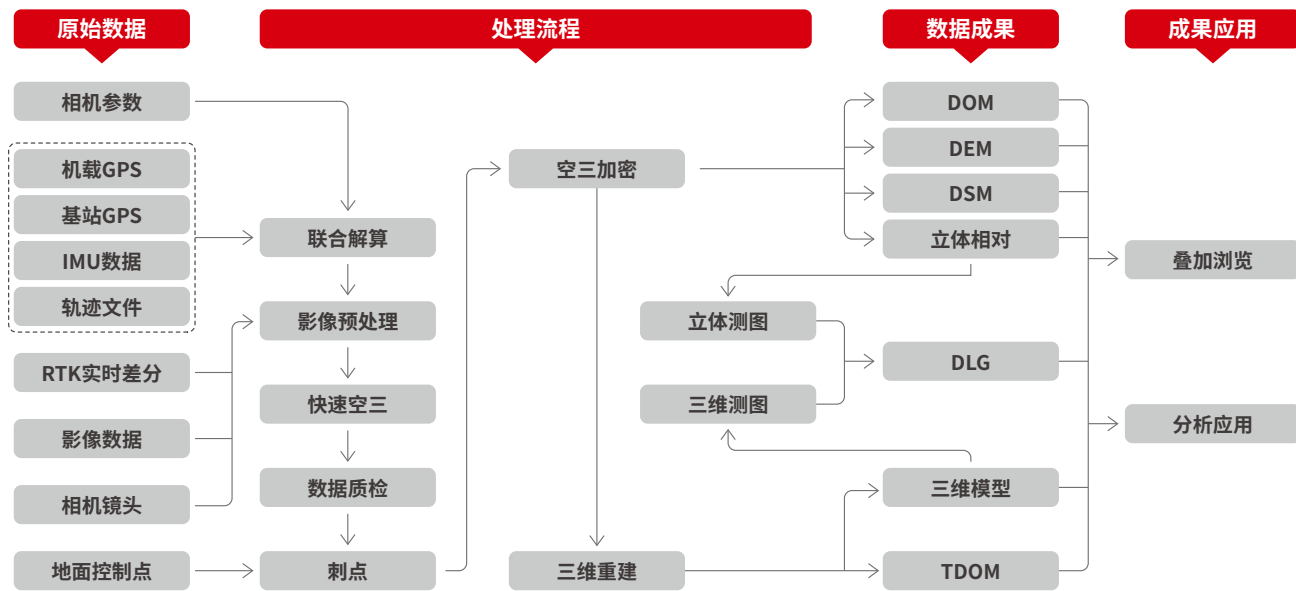 原始数据
处理流程
数据成果
成果应用
相机参数
机载GPS
基站GPS
IMU数据
轨迹文件
RTK实时差分
影像数据
相机镜头
地面控制点
联合解算
影像预处理
快速空三
数据质检
刺点
空三加密
三维重建
立体测图
三维测图
DOM
DEM
DSM
立体相对
DLG
三维模型
TDOM
叠加浏览
分析应用